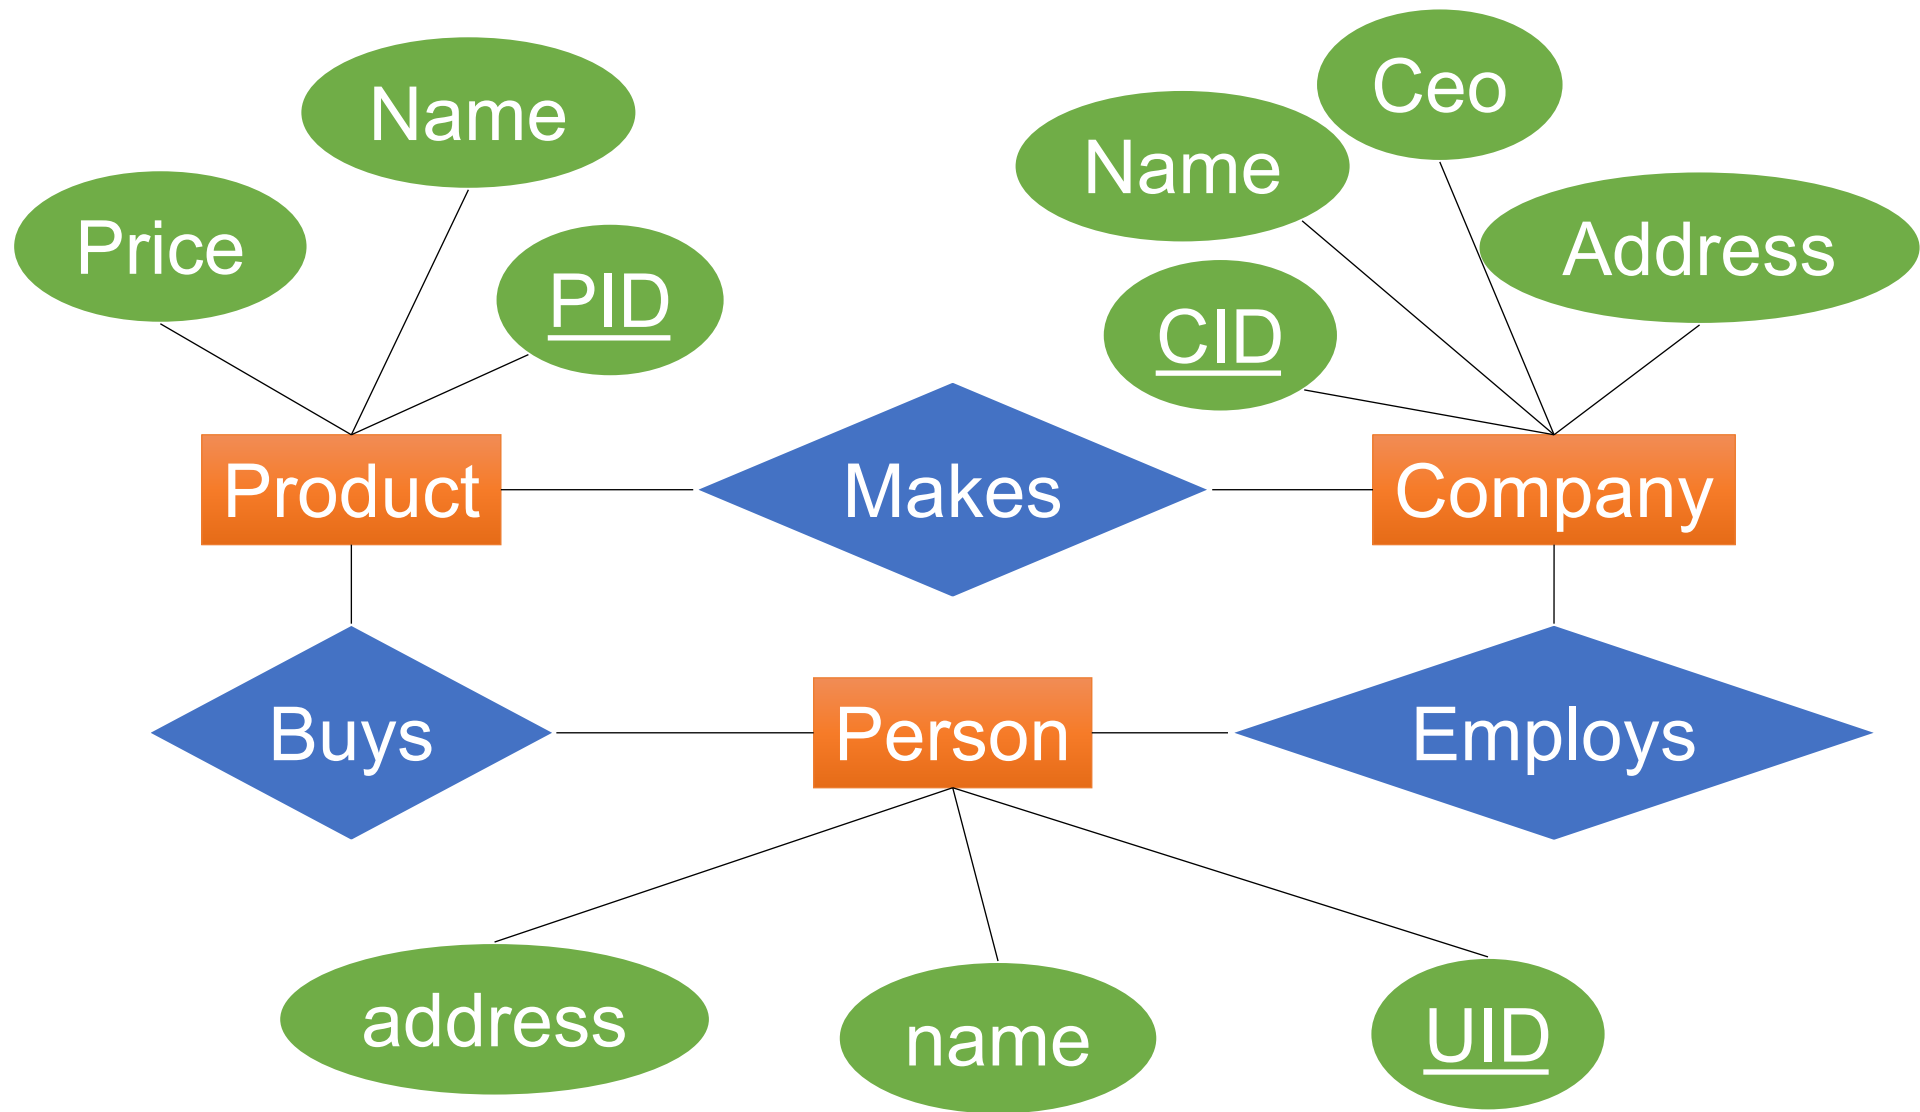 Ceo
Name
Name
Price
Address
PID
CID
Product
Makes
Company
Buys
Person
Employs
address
name
UID